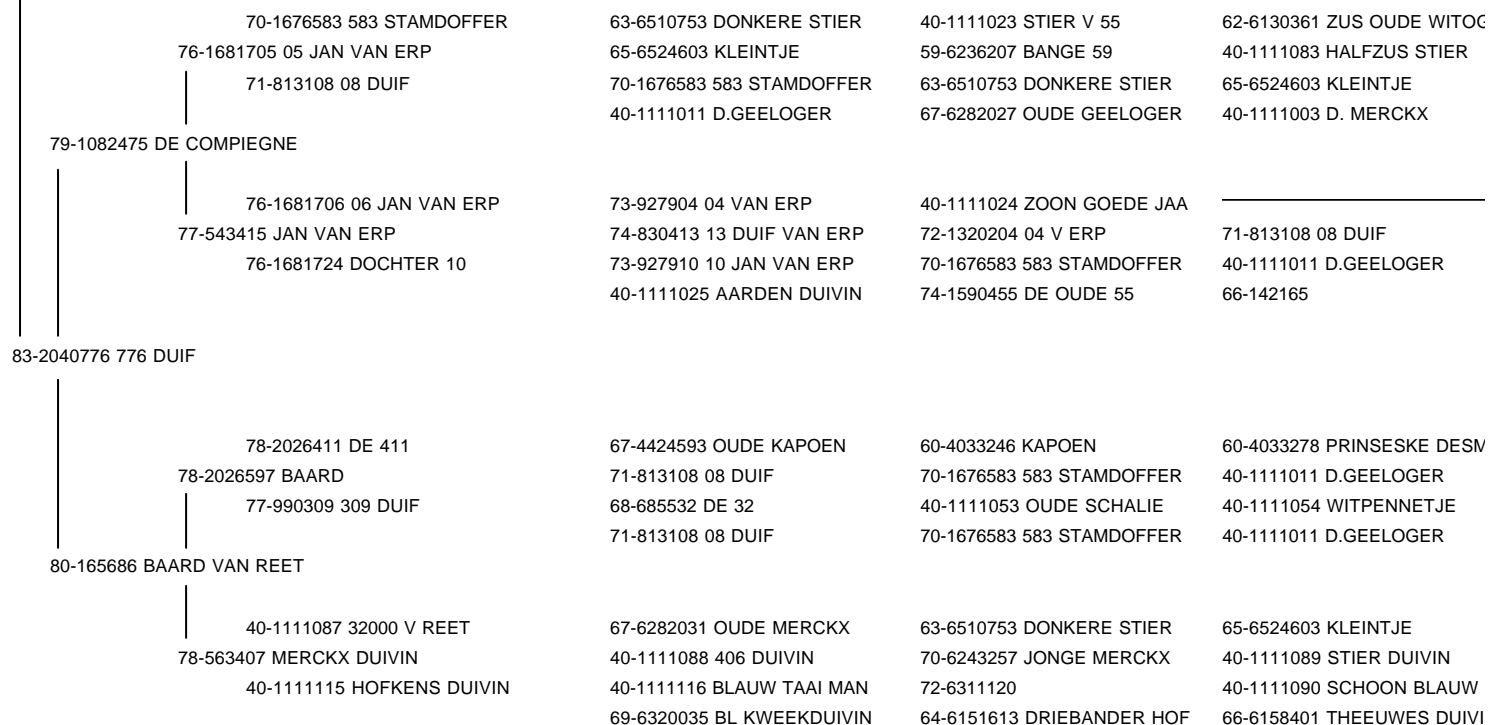 70-1676583 583 STAMDOFFER 63-6510753 DONKERE STIER 40-1111023 STIER V 55 62-6130361 ZUS OUDE WITOG
76-1681705 05 JAN VAN ERP 65-6524603 KLEINTJE 59-6236207 BANGE 59 40-1111083 HALFZUS STIER
71-813108 08 DUIF 70-1676583 583 STAMDOFFER 63-6510753 DONKERE STIER 65-6524603 KLEINTJE
40-1111011 D.GEELOGER 67-6282027 OUDE GEELOGER 40-1111003 D. MERCKX
79-1082475 DE COMPIEGNE
76-1681706 06 JAN VAN ERP 73-927904 04 VAN ERP 40-1111024 ZOON GOEDE JAA
77-543415 JAN VAN ERP 74-830413 13 DUIF VAN ERP 72-1320204 04 V ERP 71-813108 08 DUIF
76-1681724 DOCHTER 10 73-927910 10 JAN VAN ERP 70-1676583 583 STAMDOFFER 40-1111011 D.GEELOGER
40-1111025 AARDEN DUIVIN 74-1590455 DE OUDE 55 66-142165
83-2040776 776 DUIF
78-2026411 DE 411 67-4424593 OUDE KAPOEN 60-4033246 KAPOEN 60-4033278 PRINSESKE DESM
78-2026597 BAARD 71-813108 08 DUIF 70-1676583 583 STAMDOFFER 40-1111011 D.GEELOGER
77-990309 309 DUIF 68-685532 DE 32 40-1111053 OUDE SCHALIE 40-1111054 WITPENNETJE
71-813108 08 DUIF 70-1676583 583 STAMDOFFER 40-1111011 D.GEELOGER
80-165686 BAARD VAN REET
40-1111087 32000 V REET 67-6282031 OUDE MERCKX 63-6510753 DONKERE STIER 65-6524603 KLEINTJE
78-563407 MERCKX DUIVIN 40-1111088 406 DUIVIN 70-6243257 JONGE MERCKX 40-1111089 STIER DUIVIN
40-1111115 HOFKENS DUIVIN 40-1111116 BLAUW TAAI MAN 72-6311120 40-1111090 SCHOON BLAUW
69-6320035 BL KWEEKDUIVIN 64-6151613 DRIEBANDER HOF 66-6158401 THEEUWES DUIVI